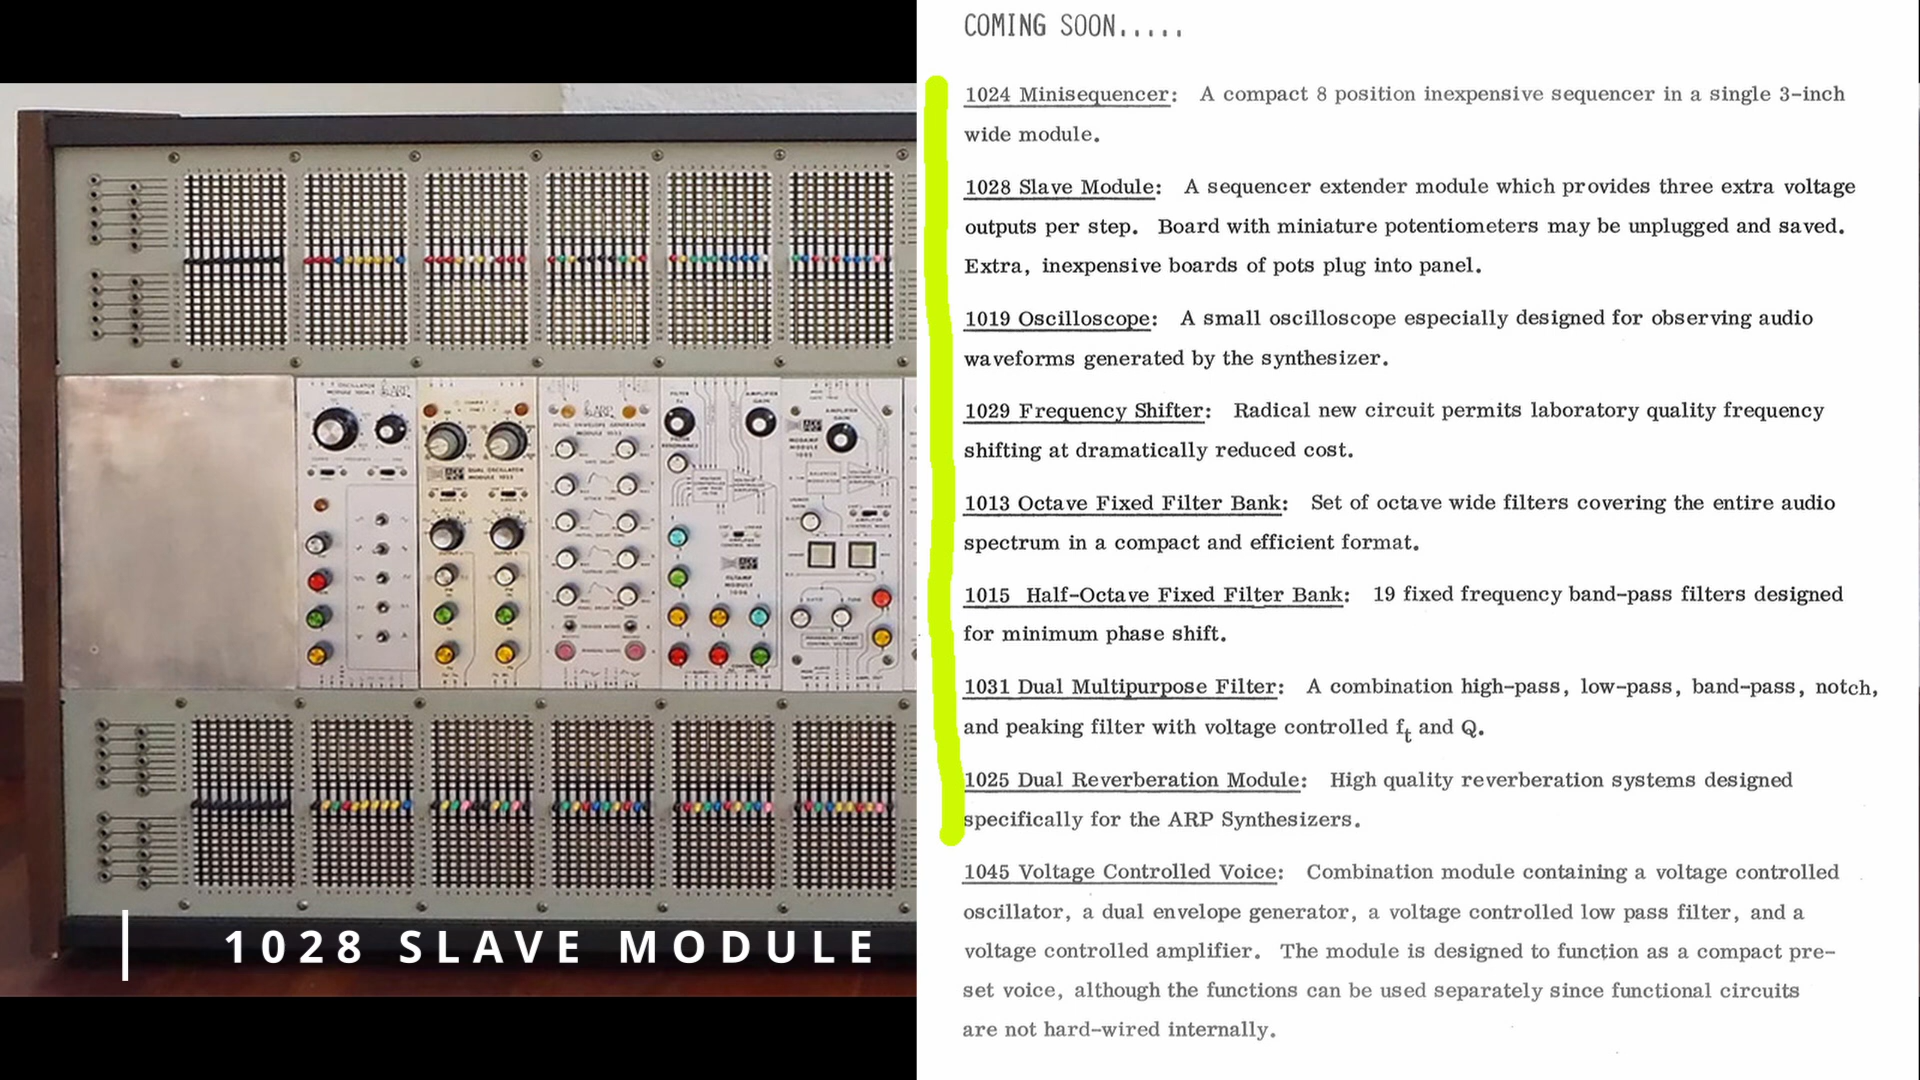 COMING SOON.....
1024 Minisequencer: A compact 8 position inexpensive sequencer in a single 3-inch
wide module.
1028 Slave Module: A sequencer extender module which provides three extra voltage
outputs per step. Board with miniature potentiometers may be unplugged and saved.
Extra, inexpensive boards of pots plug into panel.
1019 Oscilloscope: A small oscilloscope especially designed for observing audio
waveforms generated by the synthesizer.
1029 Frequency Shifter: Radical new circuit permits laboratory quality frequency
shifting at dramatically reduced cost.
1013 Octave Fixed Filter Bank: Set of octave wide filters covering the entire audio
spectrum in a compact and efficient format.
1015 Half-Octave Fixed Filter Bank: 19 fixed frequency band-pass filters designed
for minimum phase shift.
1031 Dual Multipurpose Filter: A combination high-pass, low-pass, band-pass, notch,
and peaking filter with voltage controlled ft and Q.
1025 Dual Reverberation Module: High quality reverberation systems designed
specifically for the ARP Synthesizers.
1045 Voltage Controlled Voice: Combination module containing a voltage controlled
oscillator, a dual envelope generator, a voltage controlled low pass filter, and a
voltage controlled amplifier. The module is designed to function as a compact pre-
set voice, although the functions can be used separately since functional circuits
are not hard-wired internally.
1028 SLAVE MODULE